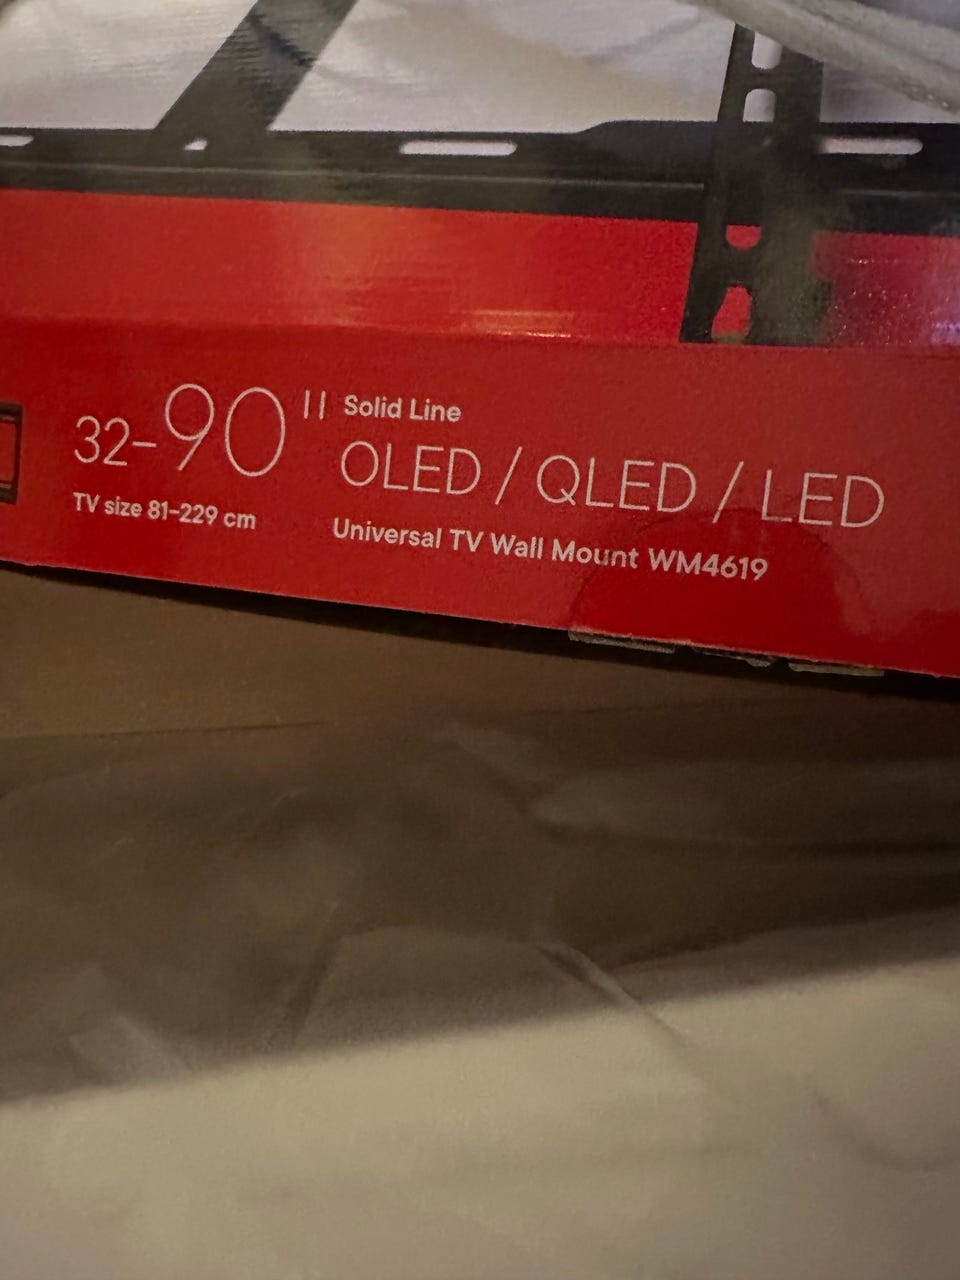 32-90"
TV size 81-229 cm
Solid Line
OLED / QLED / LED
Universal TV Wall Mount WM4619